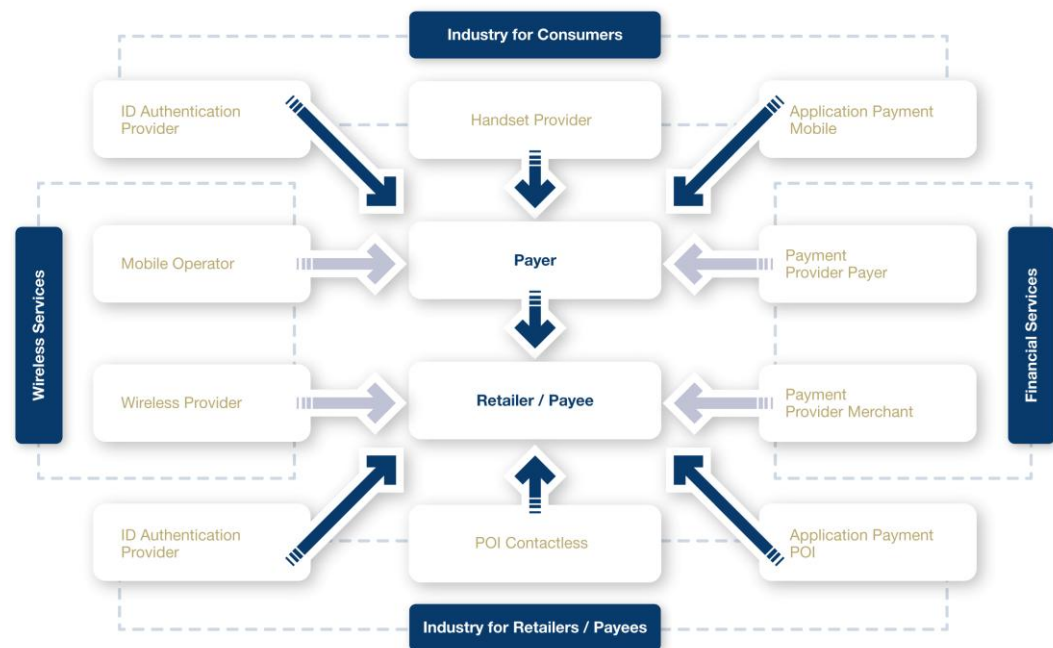 Industry for Consumers
ID Authentication
Provider
Handset Provider
Application Payment
Mobile
Wireless Services
Mobile Operator
Payer
Payment
Provider Payer
Financial Services
Wireless Provider
Retailer / Payee
Payment
Provider Merchant
ID Authentication
Provider
POI Contactless
Application Payment
POI
Industry for Retailers / Payees